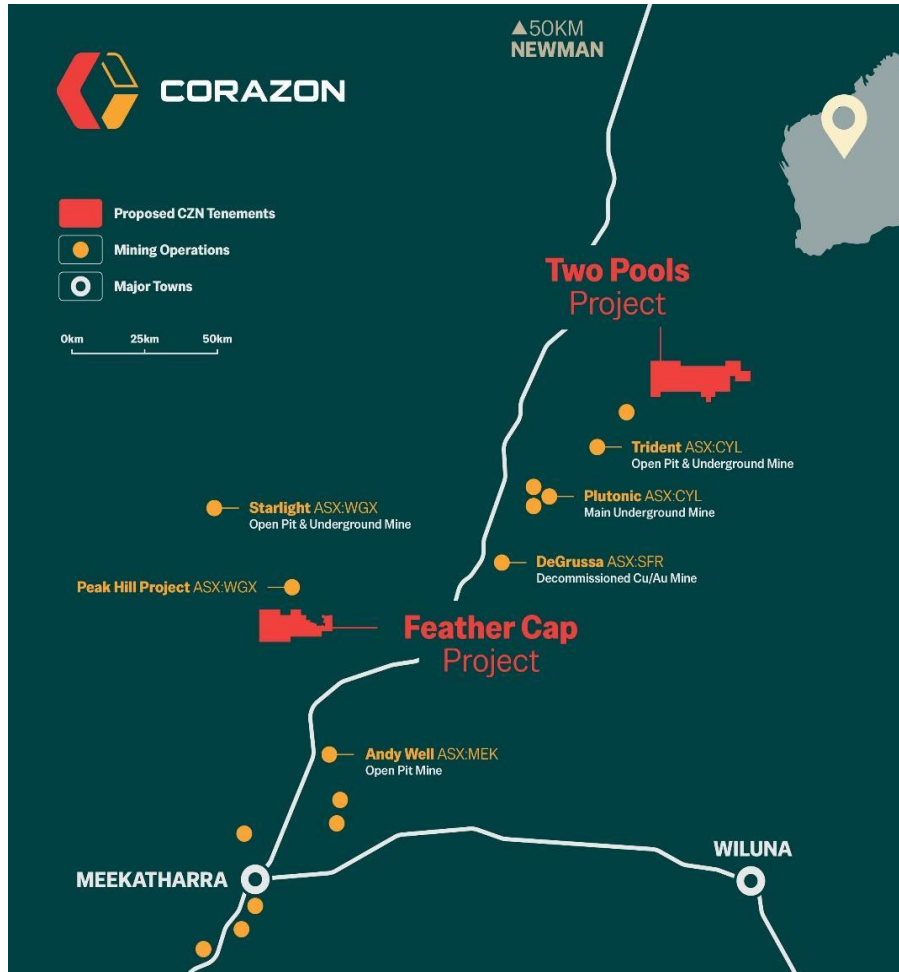 ▲50KM
NEWMAN
CORAZON
Proposed CZN Tenements
Mining Operations
Major Towns
0km 25km 50km
Two Pools
Project
Trident ASX:CYL
Open Pit & Underground Mine
Plutonic ASX:CYL
Main Underground Mine
Starlight ASX:WGX
Open Pit & Underground Mine
DeGrussa ASX:SFR
Decommissioned Cu/Au Mine
Peak Hill Project ASX:WGX
Feather Cap
Project
Andy Well ASX:MEK
Open Pit Mine
WILUNA
MEEKATHARRA